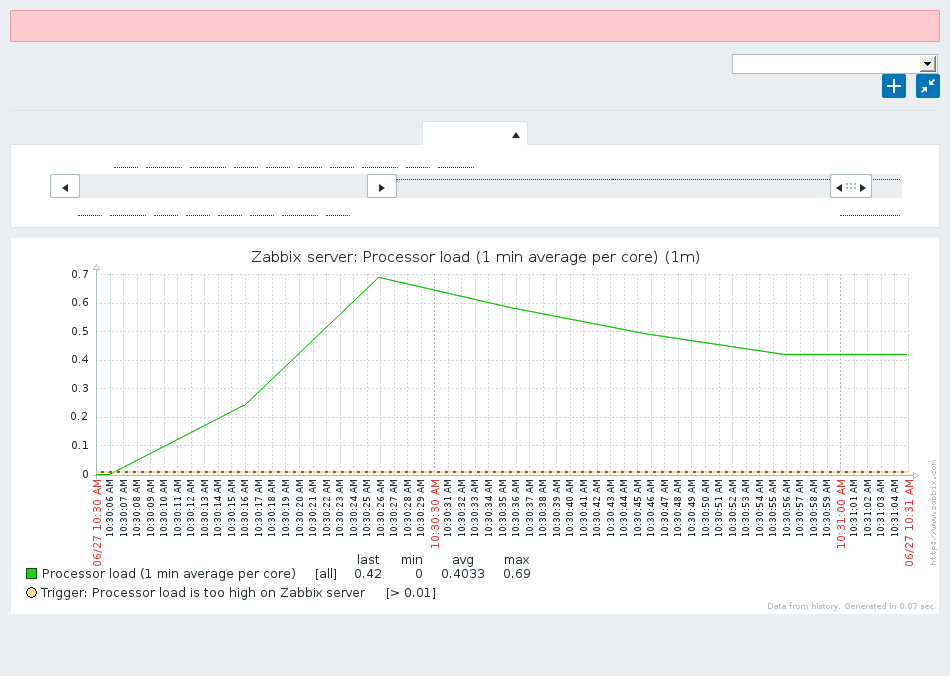 Zabbix server: Processor load (1 min average per core) (1m)
0.7
0.6
0.5
0.4
0.3
0.2
0.1
0
06/27 10:30 AM
10:30:06 AM
10:30:07 AM
10:30:08 AM
10:30:09 AM
10:30:10 AM
10:30:11 AM
10:30:12 AM
10:30:13 AM
10:30:14 AM
10:30:15 AM
10:30:16 AM
10:30:17 AM
10:30:18 AM
10:30:19 AM
10:30:20 AM
10:30:21 AM
10:30:22 AM
10:30:23 AM
10:30:24 AM
10:30:25 AM
10:30:26 AM
10:30:27 AM
10:30:28 AM
10:30:29 AM
10:30:30 AM
10:30:31 AM
10:30:32 AM
10:30:33 AM
10:30:34 AM
10:30:35 AM
10:30:36 AM
10:30:37 AM
10:30:38 AM
10:30:39 AM
10:30:40 AM
10:30:41 AM
10:30:42 AM
10:30:43 AM
10:30:44 AM
10:30:45 AM
10:30:46 AM
10:30:47 AM
10:30:48 AM
10:30:49 AM
10:30:50 AM
10:30:51 AM
10:30:52 AM
10:30:53 AM
10:30:54 AM
10:30:55 AM
10:30:56 AM
10:30:57 AM
10:30:58 AM
10:30:59 AM
10:31:00 AM
10:31:01 AM
10:31:02 AM
10:31:03 AM
10:31:04 AM
06/27 10:31 AM
http://www.zabbix.com
last min avg max
Processor load (1 min average per core) [all] 0.42 0 0.4033 0.69
Trigger: Processor load is too high on Zabbix server [> 0.01]
Data from history. Generated in 0.07 sec.